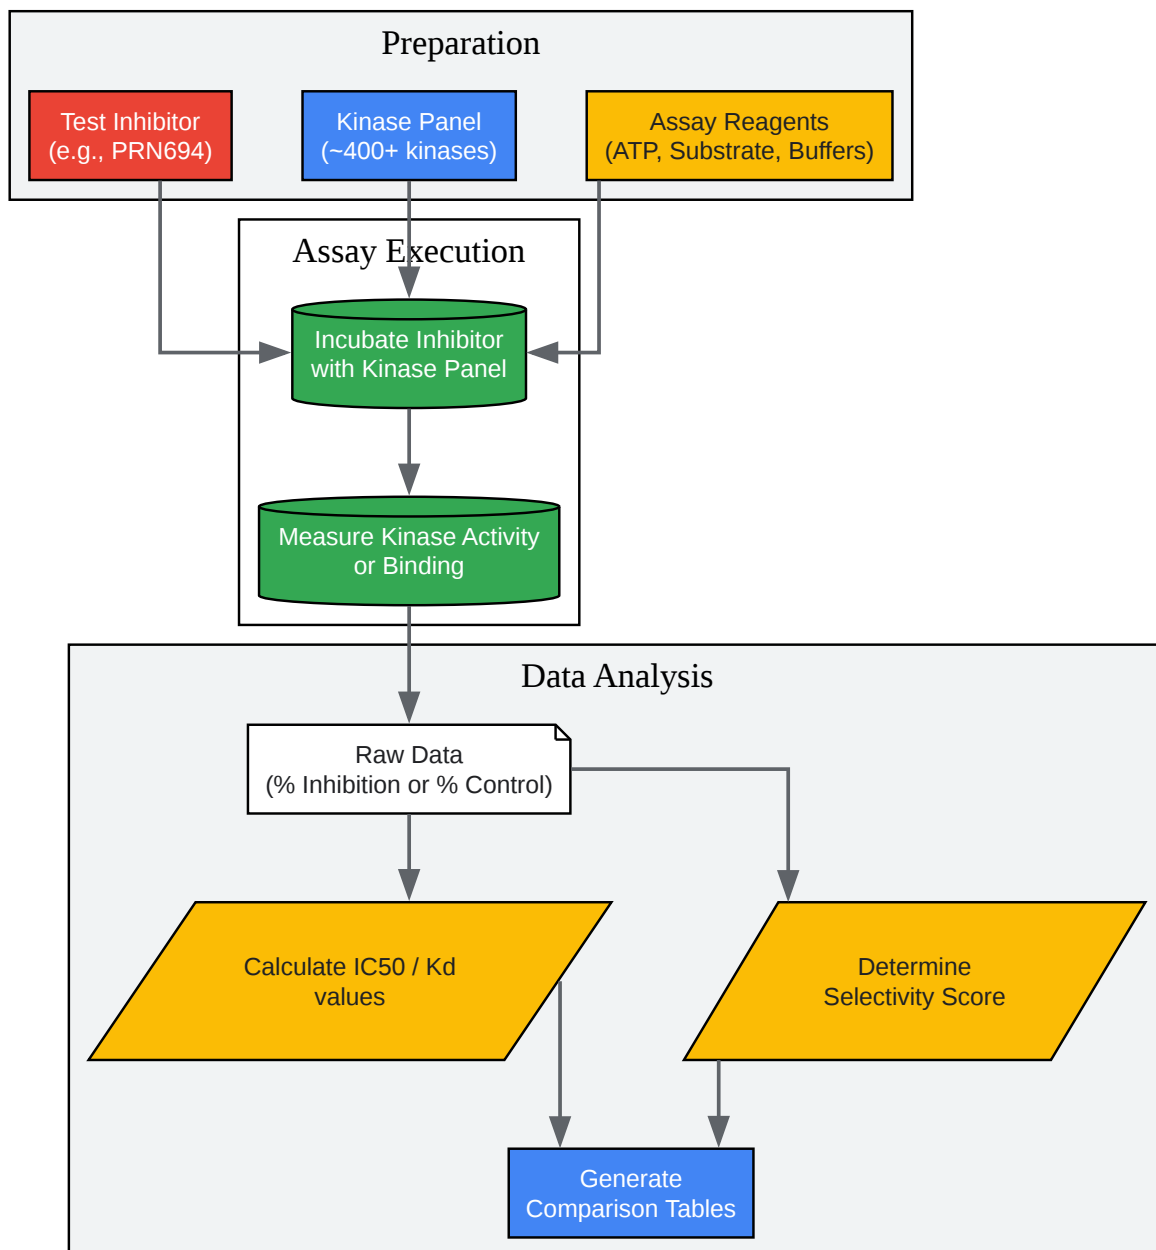 Preparation
Test Inhibitor
(e.g., PRN694)
Kinase Panel
(~400+ kinases)
Assay Reagents
(ATP, Substrate, Buffers)
Assay Execution
Incubate Inhibitor
with Kinase Panel
Measure Kinase Activity
or Binding
Data Analysis
Raw Data
(% Inhibition or % Control)
Calculate IC50 / Kd
values
Determine
Selectivity Score
Generate
Comparison Tables